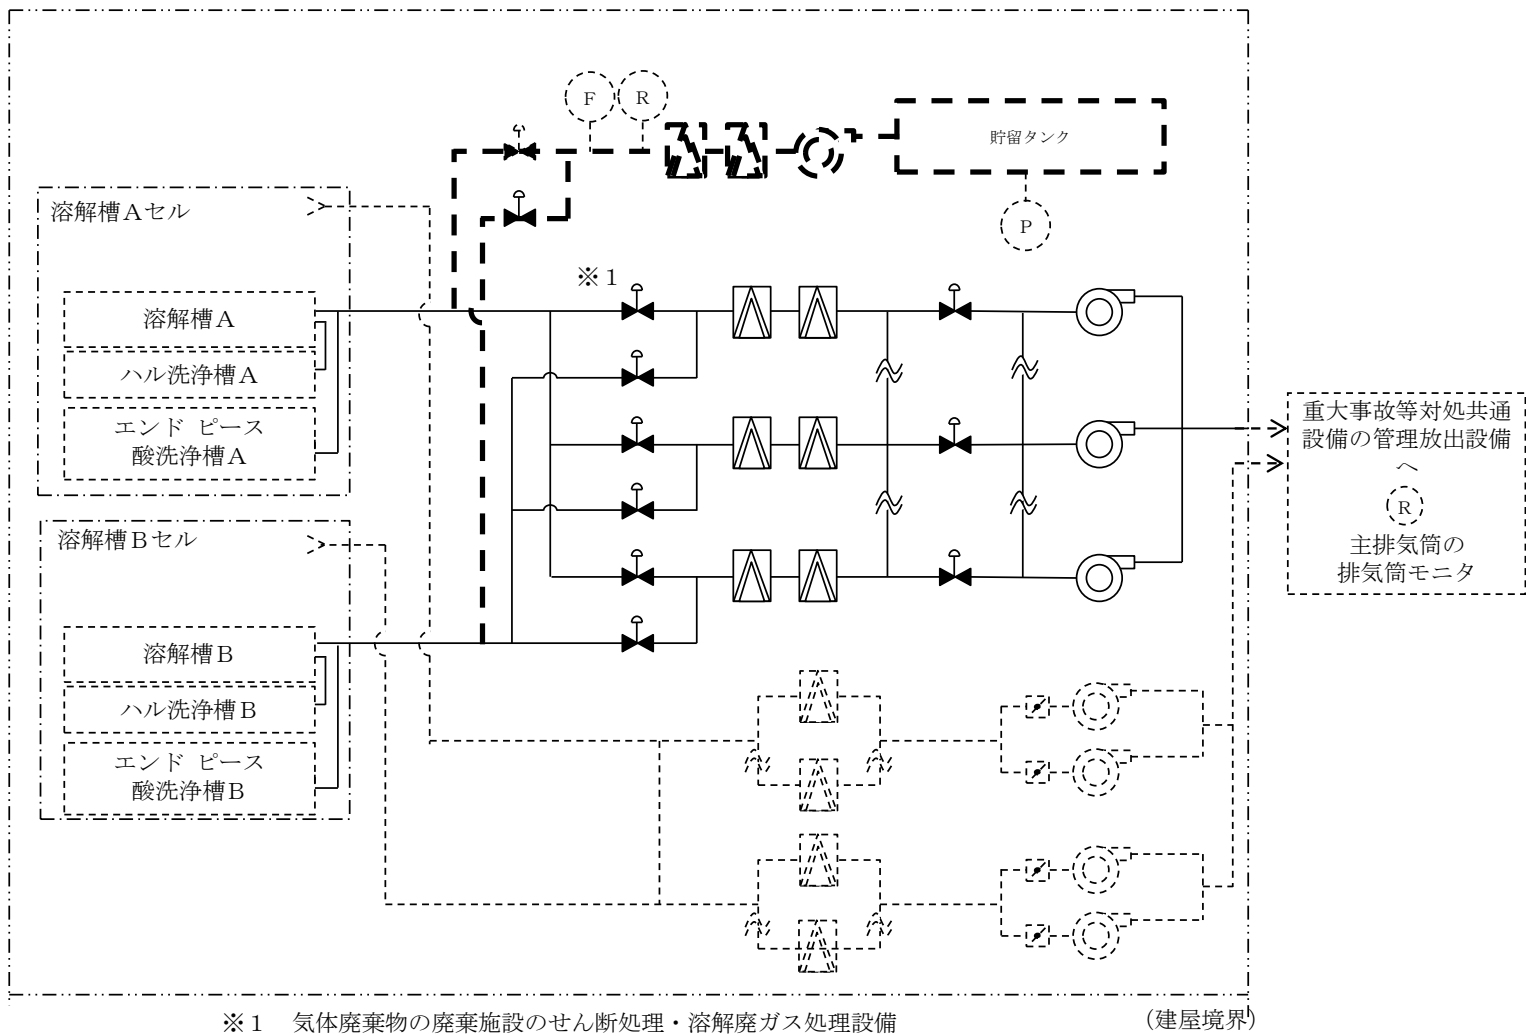 F
R
貯留タンク
P
溶解槽Aセル
※1
溶解槽A
ハル洗浄槽A
エンド ピース
酸洗浄槽A
重大事故等対処共通
設備の管理放出設備
へ
R
主排気筒の
排気筒モニタ
溶解槽Bセル
溶解槽B
ハル洗浄槽B
エンド ピース
酸洗浄槽B
※1 気体廃棄物の廃棄施設のせん断処理・溶解廃ガス処理設備
(建屋境界)